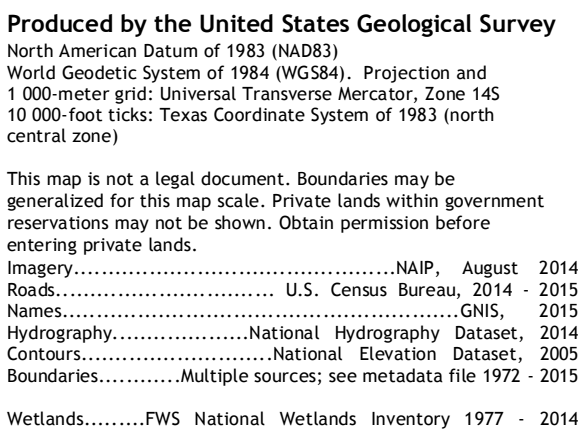 Produced by the United States Geological Survey
North American Datum of 1983 (NAD83)
World Geodetic System of 1984 (WGS84). Projection and
1 000-meter grid: Universal Transverse Mercator, Zone 14S
10 000-foot ticks: Texas Coordinate System of 1983 (north
central zone)
This map is not a legal document. Boundaries may be
generalized for this map scale. Private lands within government
reservations may not be shown. Obtain permission before
entering private lands.
Imagery..............................................NAIP, August 2014
Roads................................ U.S. Census Bureau, 2014 - 2015
Names........................................................GNIS, 2015
Hydrography....................National Hydrography Dataset, 2014
Contours............................National Elevation Dataset, 2005
Boundaries............Multiple sources; see metadata file 1972 - 2015
Wetlands.........FWS National Wetlands Inventory 1977 - 2014